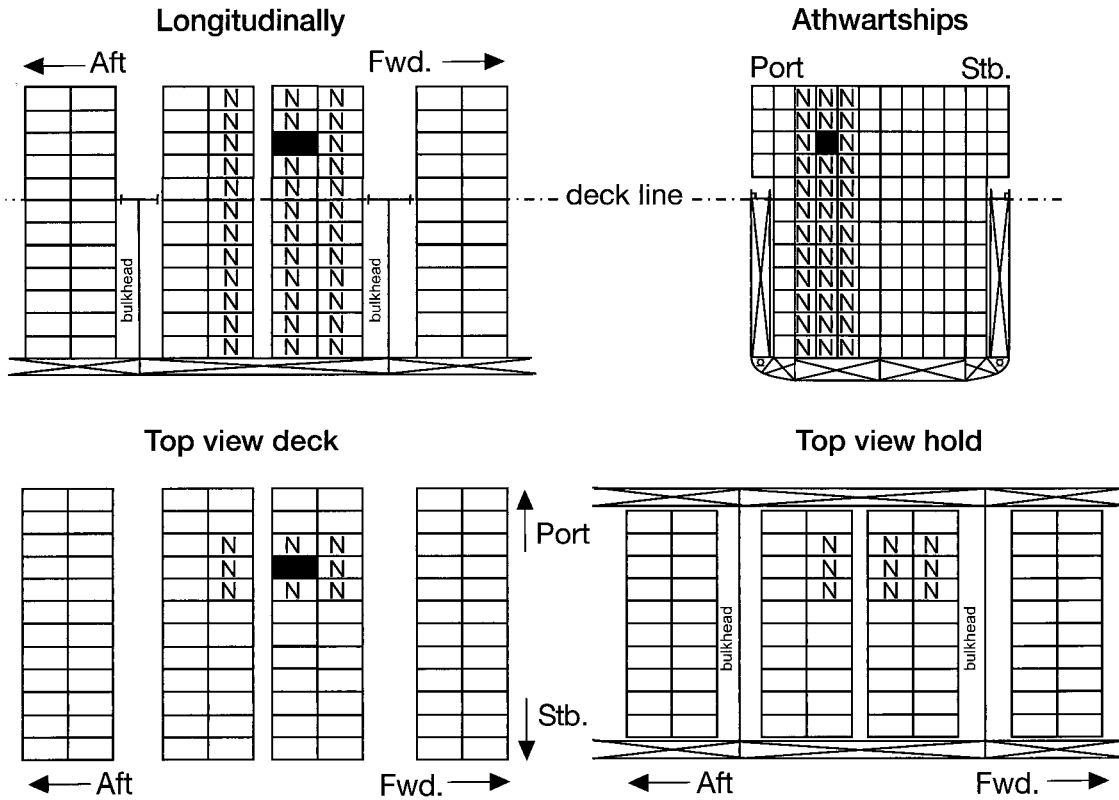 Longitudinally
Aft
Fwd.
N N N
N N N
N N
N N N
N N N
N N N
N N N
N N N
N N N
N N N
N N N
N N N
bulkhead
bulkhead
deck line
Athwartships
Port
Stb.
N N N
N N N
N N
N N N
N N N
N N N
N N N
N N N
N N N
N N N
N N N
N N N
Top view deck
N N N
N N
N N N
Port
Stb.
Aft
Fwd.
Top view hold
N N N
N N N
N N N
bulkhead
bulkhead
Aft
Fwd.